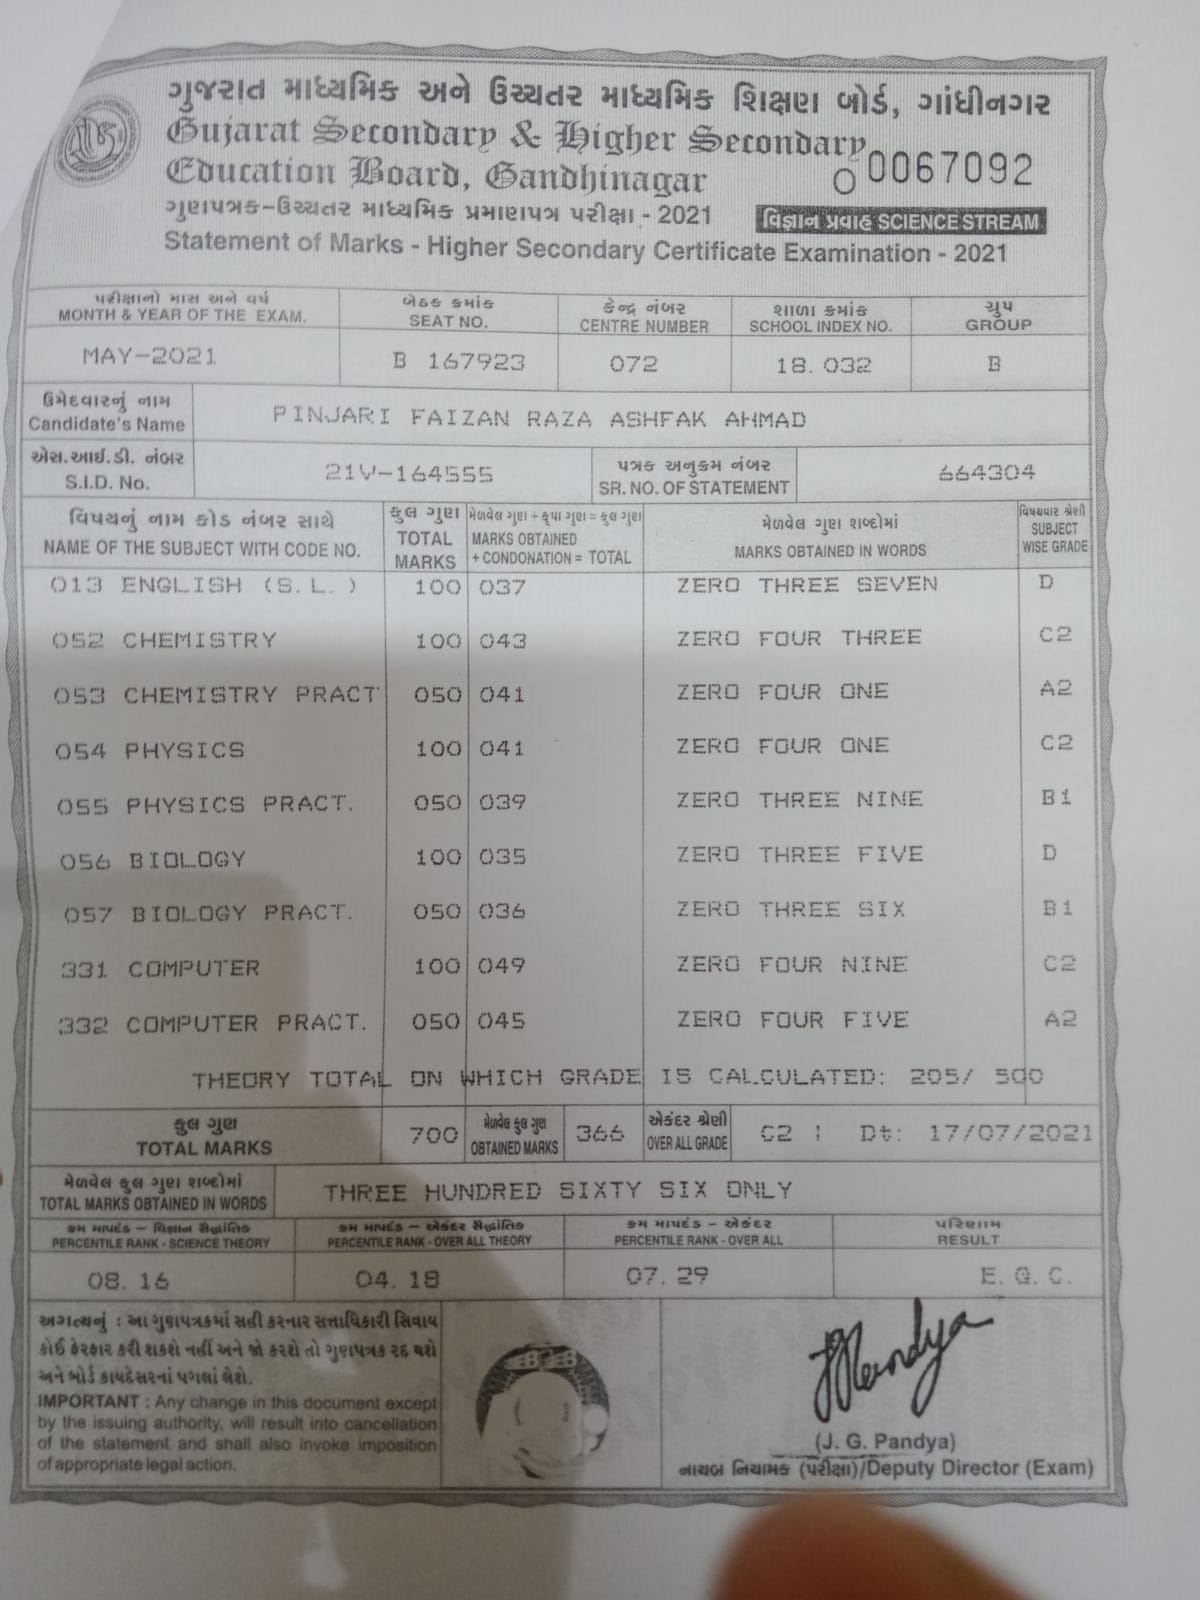 ગુજરાત માધ્યમિક અને ઉચ્ચતર માધ્યમિક શિક્ષણ બોર્ડ, ગાંધીનગર
Gujarat Secondary & Higher Secondary
Education Board, Gandhinagar
O 0067092
ગુણપત્રક-ઉચ્ચતર માધ્યમિક પ્રમાણપત્ર પરીક્ષા - 2021 વિજ્ઞાન પ્રવાહ SCIENCE STREAM
Statement of Marks - Higher Secondary Certificate Examination - 2021
પરીક્ષાનો માસ અને વર્ષ બેઠક ક્રમાંક કેન્દ્ર નંબર શાળા ક્રમાંક ગ્રુપ
MONTH & YEAR OF THE EXAM. SEAT NO. CENTRE NUMBER SCHOOL INDEX NO. GROUP
MAY-2021 B 167923 072 18.032 B
ઉમેદવારનું નામ
Candidate's Name PINJARI FAIZAN RAZA ASHFAK AHMAD
એસ.આઈ.ડી. નંબર પત્રક અનુક્રમ નંબર
S.I.D. No. 21V-164555 SR. NO. OF STATEMENT 664304
વિષયનું નામ કોડ નંબર સાથે કુલ ગુણ મેળવેલ ગુણ + કૃપા ગુણ = કુલ ગુણ મેળવેલ ગુણ શબ્દોમાં વિષયવાર શ્રેણી
NAME OF THE SUBJECT WITH CODE NO. TOTAL MARKS MARKS OBTAINED + CONDONATION = TOTAL MARKS OBTAINED IN WORDS SUBJECT WISE GRADE
013 ENGLISH (S.L.) 100 037 ZERO THREE SEVEN D
052 CHEMISTRY 100 043 ZERO FOUR THREE C2
053 CHEMISTRY PRACT 050 041 ZERO FOUR ONE A2
054 PHYSICS 100 041 ZERO FOUR ONE C2
055 PHYSICS PRACT. 050 039 ZERO THREE NINE B1
056 BIOLOGY 100 035 ZERO THREE FIVE D
057 BIOLOGY PRACT. 050 036 ZERO THREE SIX B1
331 COMPUTER 100 049 ZERO FOUR NINE C2
332 COMPUTER PRACT. 050 045 ZERO FOUR FIVE A2
THEORY TOTAL ON WHICH GRADE IS CALCULATED: 205/ 500
કુલ ગુણ મેળવેલ કુલ ગુણ એકંદર શ્રેણી
TOTAL MARKS 700 OBTAINED MARKS 366 OVER ALL GRADE C2 | Dt: 17/07/2021
મેળવેલ કુલ ગુણ શબ્દોમાં
TOTAL MARKS OBTAINED IN WORDS THREE HUNDRED SIXTY SIX ONLY
ક્રમ માપદંડ - વિજ્ઞાન સૈદ્ધાંતિક ક્રમ માપદંડ - એકંદર સૈદ્ધાંતિક ક્રમ માપદંડ - એકંદર પરિણામ
PERCENTILE RANK - SCIENCE THEORY PERCENTILE RANK - OVER ALL THEORY PERCENTILE RANK - OVER ALL RESULT
08.16 04.18 07.29 E.Q.C.
અગત્યનું : આ ગુણપત્રકમાં સહી કરનાર સત્તાધિકારી સિવાય
કોઈ ફેરફાર કરી શકશે નહીં અને જો કરશે તો ગુણપત્રક રદ થશે
અને બોર્ડ કાયદેસરનાં પગલાં લેશે.
IMPORTANT : Any change in this document except
by the issuing authority, will result into cancellation
of the statement and shall also invoke imposition
of appropriate legal action.
(J. G. Pandya)
નાયબ નિયામક (પરીક્ષા)/Deputy Director (Exam)